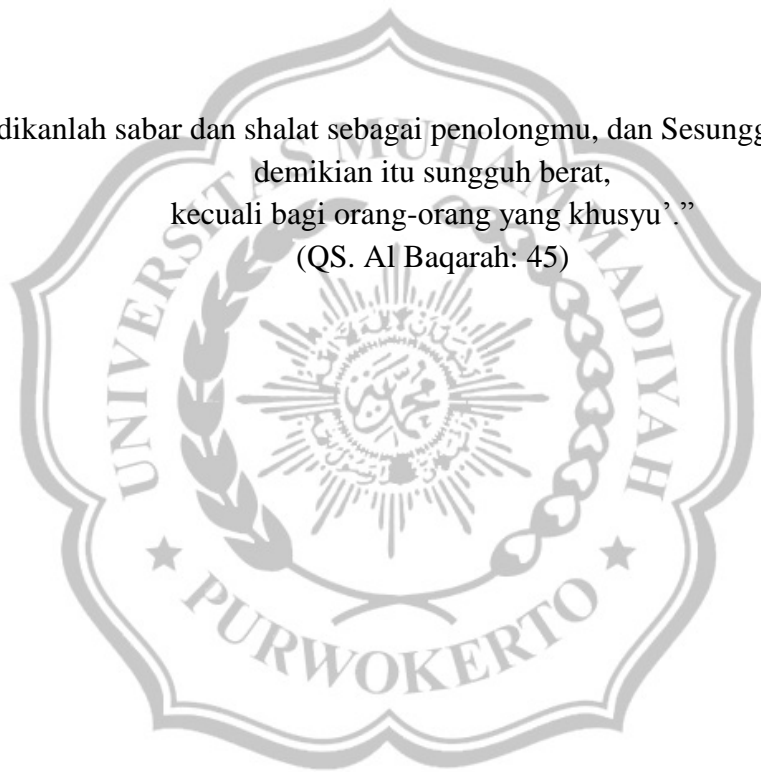 dikanlah sabar dan shalat sebagai penolongmu, dan Sesungg
demikian itu sungguh berat,
kecuali bagi orang-orang yang khusyu’.”
(QS. Al Baqarah: 45)
UNIVERSITAS MUHAMMADIYAH
PURWOKERTO